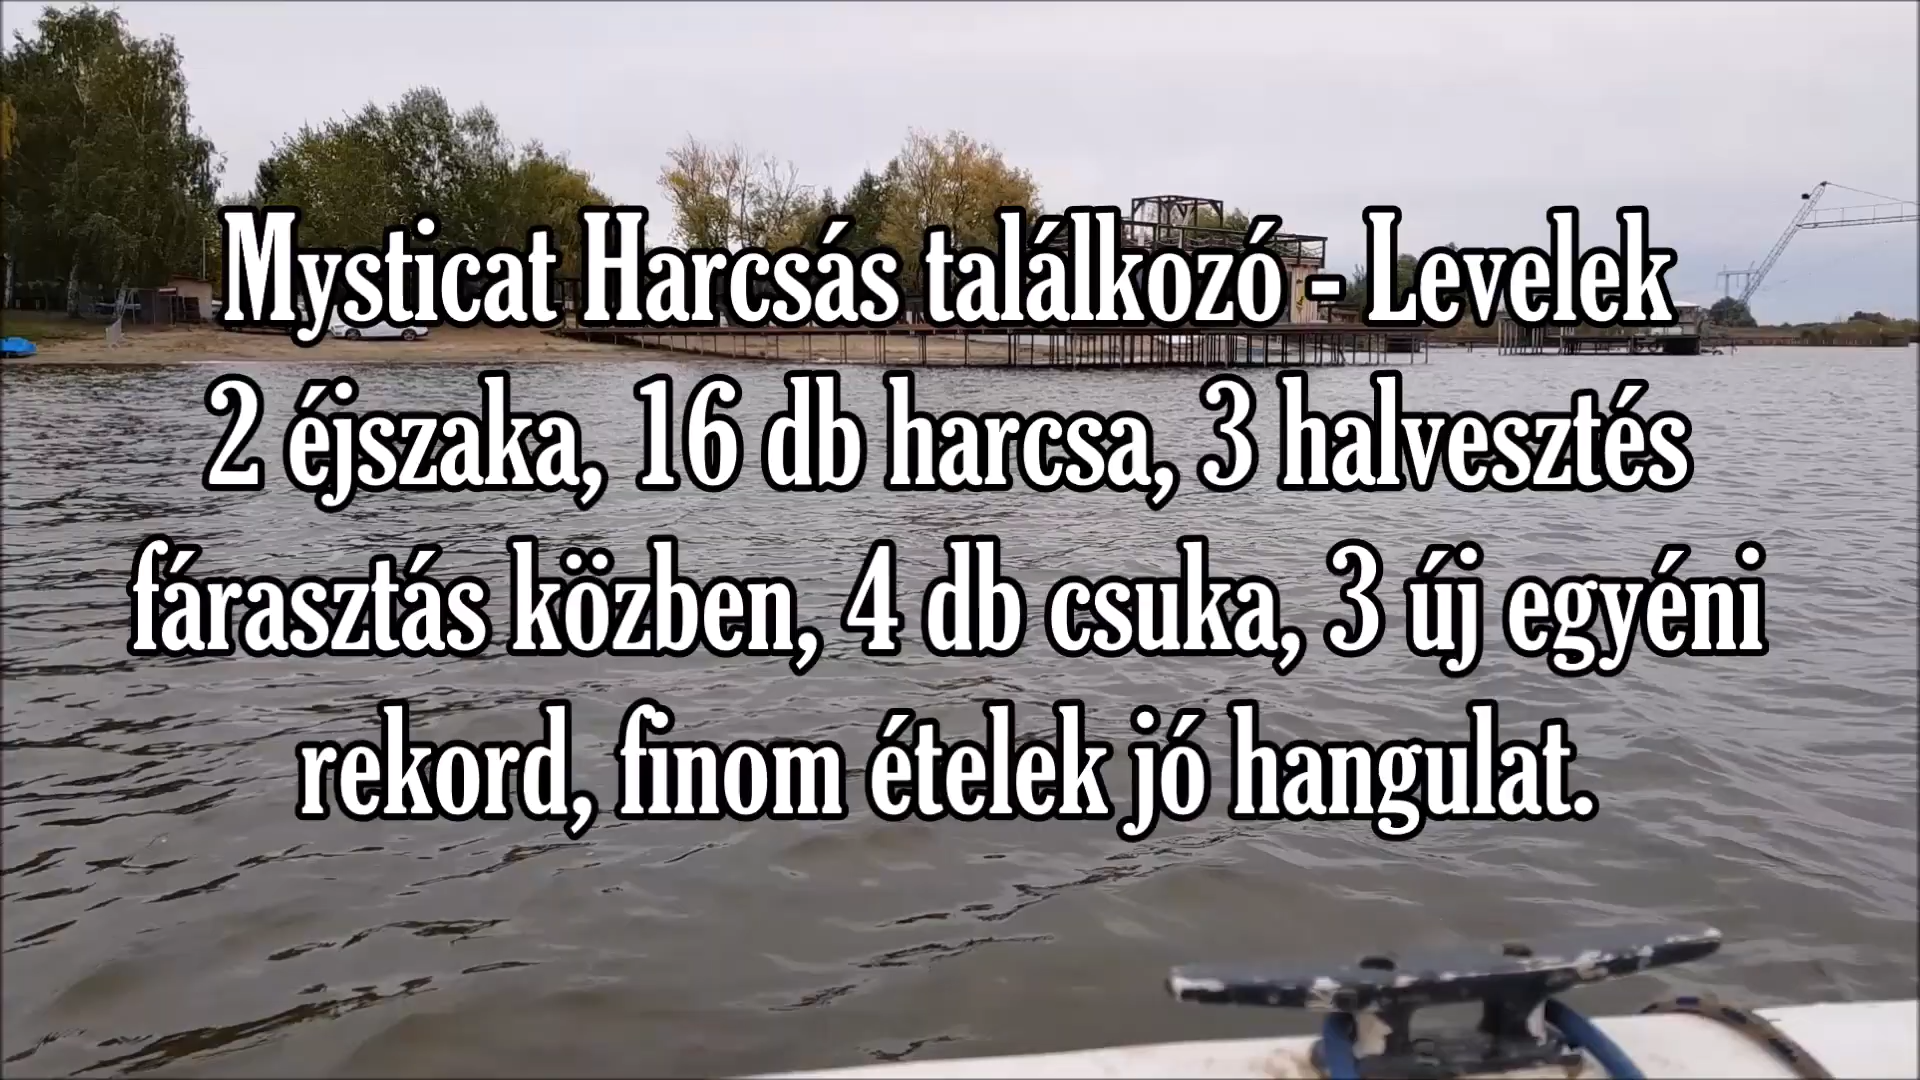 Mysticat Harcsás találkozó - Levelek
2 éjszaka, 16 db harcsa, 3 halvesztés
fárasztás közben, 4 db csuka, 3 új egyéni
rekord, finom ételek jó hangulat.